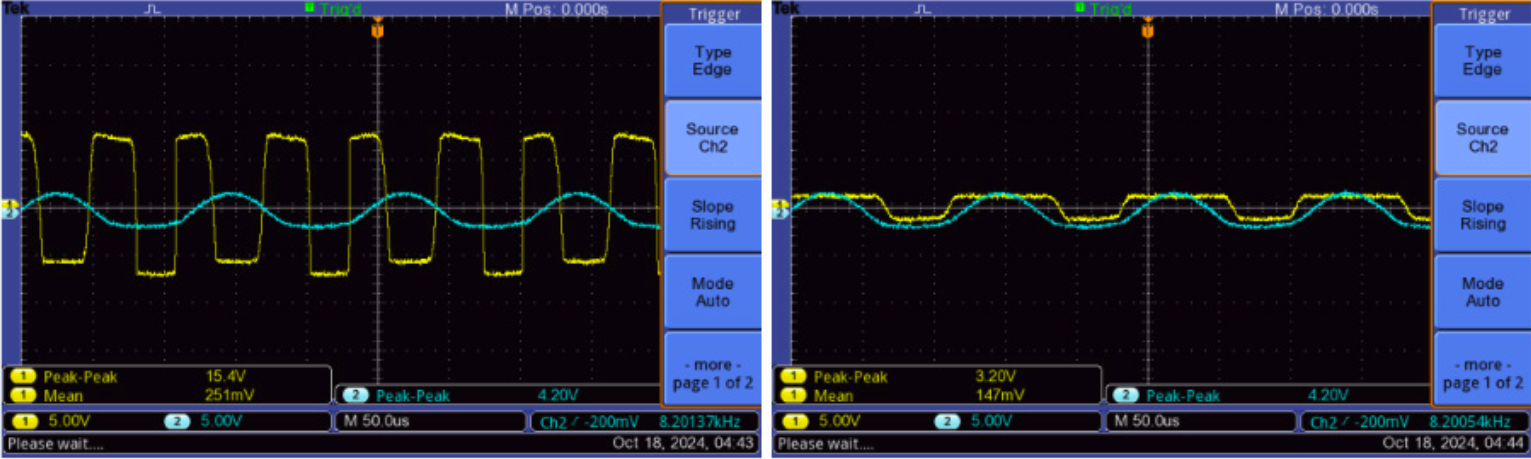 Tek Trig'd M Pos: 0.000s Trigger
Type
Edge
Source
Ch2
Slope
Rising
Mode
Auto
- more -
page 1 of 2
1
2
1 Peak-Peak 15.4V
1 Mean 251mV
2 Peak-Peak 4.20V
1 5.00V 2 5.00V M 50.0us Ch2 / -200mV 8.20137kHz
Please wait.... Oct 18, 2024, 04:43
Tek Trig'd M Pos: 0.000s Trigger
Type
Edge
Source
Ch2
Slope
Rising
Mode
Auto
- more -
page 1 of 2
1
2
1 Peak-Peak 3.20V
1 Mean 147mV
2 Peak-Peak 4.20V
1 5.00V 2 5.00V M 50.0us Ch2 / -200mV 8.20054kHz
Please wait.... Oct 18, 2024, 04:44